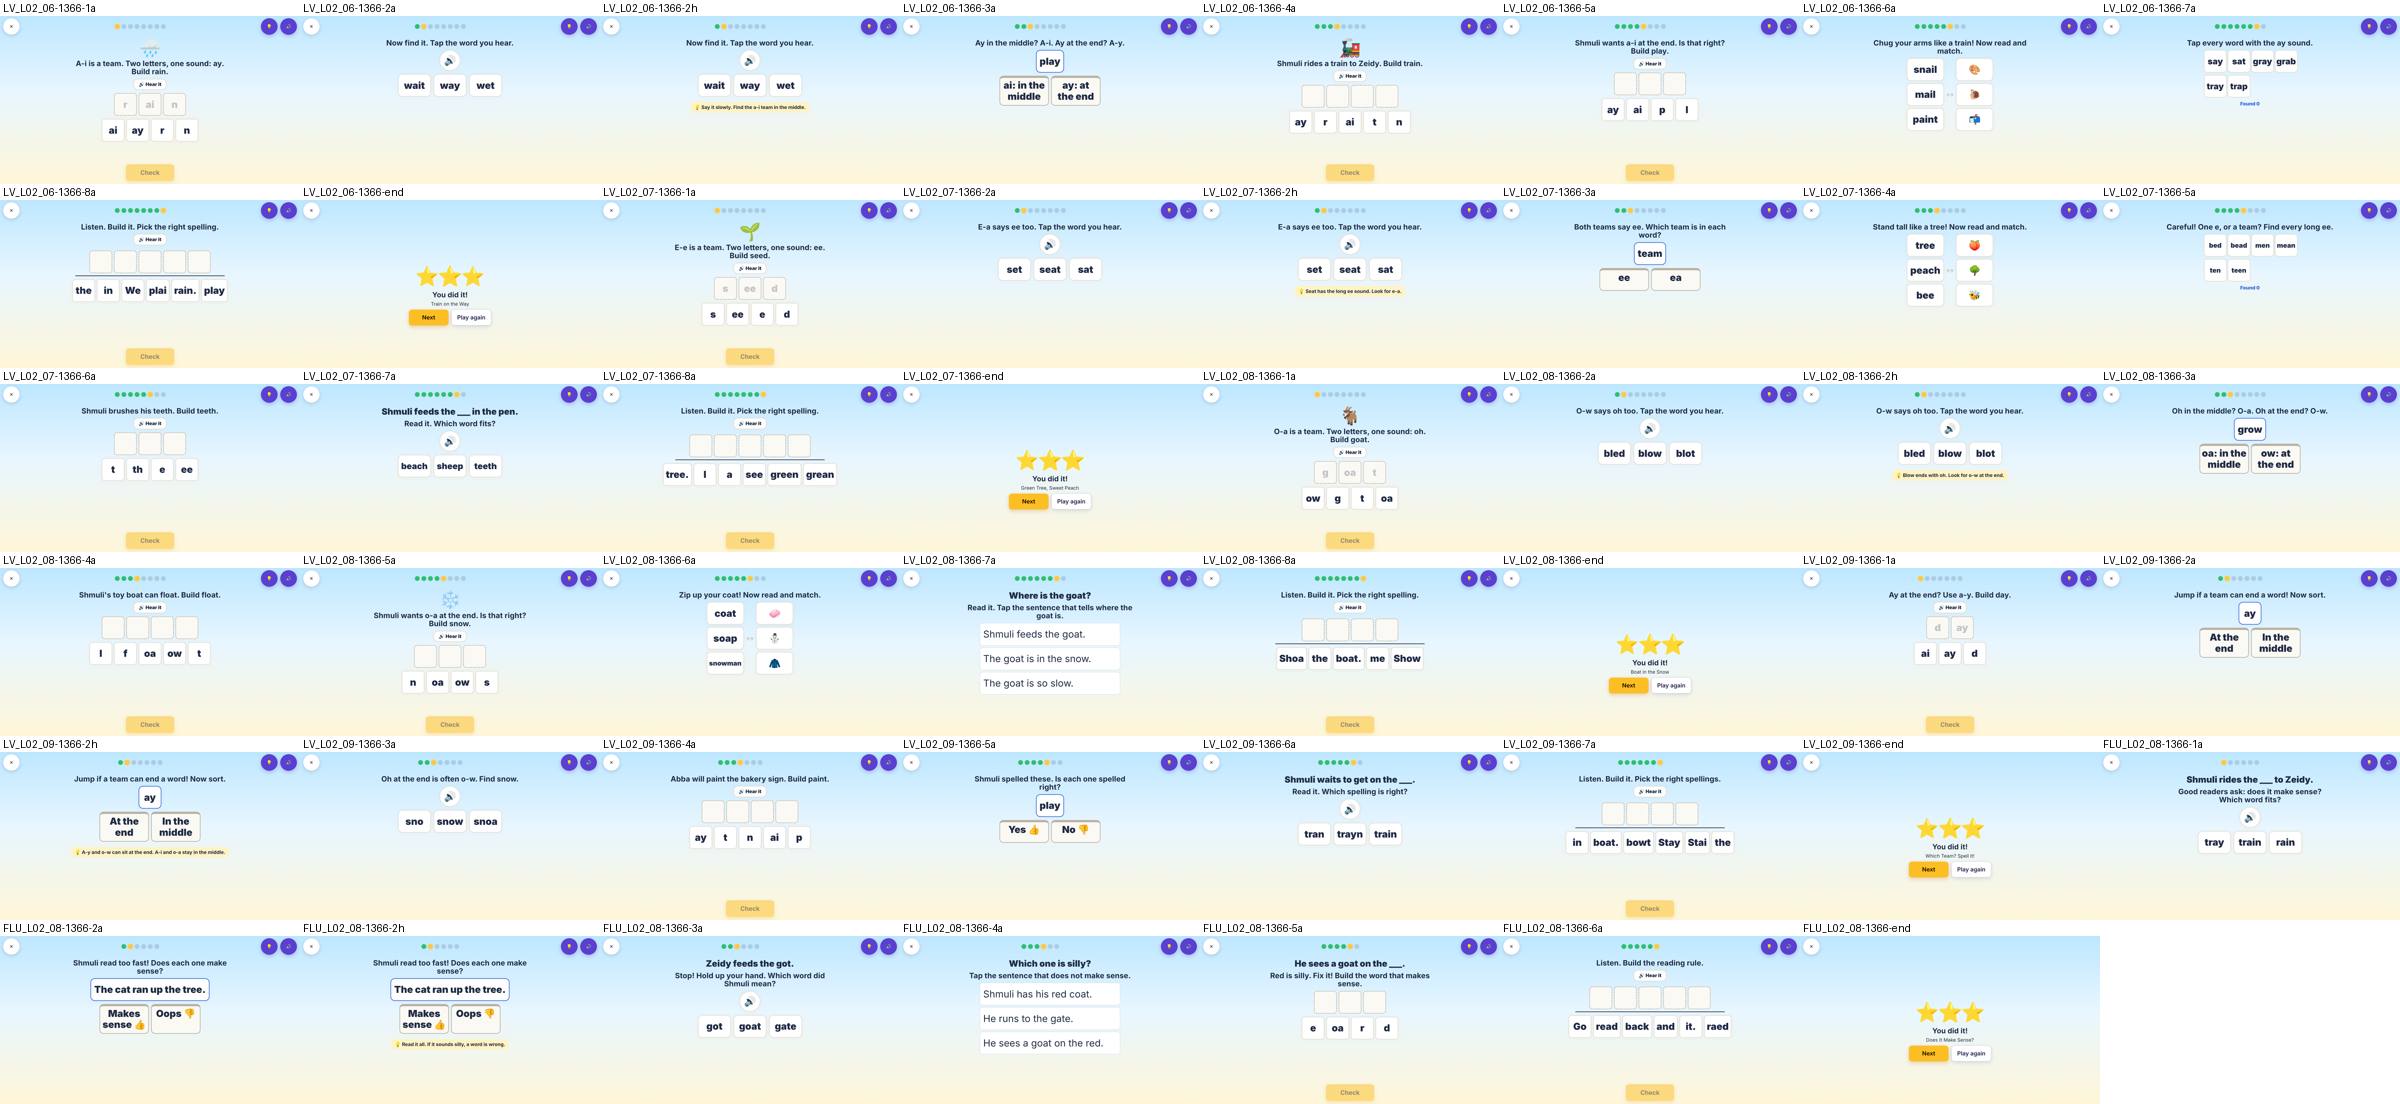 LV_L02_06-1366-1a
A-i is a team. Two letters, one sound: ay.
Build rain.
Hear it
r ai n
ai ay r n
Check
LV_L02_06-1366-2a
Now find it. Tap the word you hear.
wait way wet
LV_L02_06-1366-2h
Now find it. Tap the word you hear.
wait way wet
Say it slowly. Find the a-i team in the middle.
LV_L02_06-1366-3a
Ay in the middle? A-i. Ay at the end? A-y.
play
ai: in the middle
ay: at the end
LV_L02_06-1366-4a
Shmuli rides a train to Zeidy. Build train.
Hear it
ay r ai t n
Check
LV_L02_06-1366-5a
Shmuli wants a-i at the end. Is that right?
Build play.
Hear it
ay ai p l
Check
LV_L02_06-1366-6a
Chug your arms like a train! Now read and
match.
snail
mail
paint
LV_L02_06-1366-7a
Tap every word with the ay sound.
say sat gray grab
tray trap
Found 0
LV_L02_06-1366-8a
Listen. Build it. Pick the right spelling.
Hear it
the in We plai rain. play
Check
LV_L02_06-1366-end
You did it!
Train on the Way
Next Play again
LV_L02_07-1366-1a
E-e is a team. Two letters, one sound: ee.
Build seed.
Hear it
s ee d
s ee e d
Check
LV_L02_07-1366-2a
E-a says ee too. Tap the word you hear.
set seat sat
LV_L02_07-1366-2h
E-a says ee too. Tap the word you hear.
set seat sat
Seat has the long ee sound. Look for e-a.
LV_L02_07-1366-3a
Both teams say ee. Which team is in each
word?
team
ee ea
LV_L02_07-1366-4a
Stand tall like a tree! Now read and match.
tree
peach
bee
LV_L02_07-1366-5a
Careful! One e, or a team? Find every long ee.
bed bead men mean
ten teen
Found 0
LV_L02_07-1366-6a
Shmuli brushes his teeth. Build teeth.
Hear it
t th e ee
Check
LV_L02_07-1366-7a
Shmuli feeds the ___ in the pen.
Read it. Which word fits?
beach sheep teeth
LV_L02_07-1366-8a
Listen. Build it. Pick the right spelling.
Hear it
tree. I a see green grean
Check
LV_L02_07-1366-end
You did it!
Green Tree, Sweet Peach
Next Play again
LV_L02_08-1366-1a
O-a is a team. Two letters, one sound: oh.
Build goat.
Hear it
g oa t
ow g t oa
Check
LV_L02_08-1366-2a
O-w says oh too. Tap the word you hear.
bled blow blot
LV_L02_08-1366-2h
O-w says oh too. Tap the word you hear.
bled blow blot
Blow ends with oh. Look for o-w at the end.
LV_L02_08-1366-3a
Oh in the middle? O-a. Oh at the end? O-w.
grow
oa: in the middle
ow: at the end
LV_L02_08-1366-4a
Shmuli's toy boat can float. Build float.
Hear it
l f oa ow t
Check
LV_L02_08-1366-5a
Shmuli wants o-a at the end. Is that right?
Build snow.
Hear it
n oa ow s
Check
LV_L02_08-1366-6a
Zip up your coat! Now read and match.
coat
soap
snowman
LV_L02_08-1366-7a
Where is the goat?
Read it. Tap the sentence that tells where the
goat is.
Shmuli feeds the goat.
The goat is in the snow.
The goat is so slow.
LV_L02_08-1366-8a
Listen. Build it. Pick the right spelling.
Hear it
Shoa the boat. me Show
Check
LV_L02_08-1366-end
You did it!
Boat in the Snow
Next Play again
LV_L02_09-1366-1a
Ay at the end? Use a-y. Build day.
Hear it
d ay
ai ay d
Check
LV_L02_09-1366-2a
Jump if a team can end a word! Now sort.
ay
At the end
In the middle
LV_L02_09-1366-2h
Jump if a team can end a word! Now sort.
ay
At the end
In the middle
A-y and o-w can sit at the end. A-i and o-a stay in the middle.
LV_L02_09-1366-3a
Oh at the end is often o-w. Find snow.
sno snow snoa
LV_L02_09-1366-4a
Abba will paint the bakery sign. Build paint.
Hear it
ay t n ai p
Check
LV_L02_09-1366-5a
Shmuli spelled these. Is each one spelled
right?
play
Yes No
LV_L02_09-1366-6a
Shmuli waits to get on the ___.
Read it. Which spelling is right?
tran trayn train
LV_L02_09-1366-7a
Listen. Build it. Pick the right spellings.
Hear it
in boat. bowt Stay Stai the
Check
LV_L02_09-1366-end
You did it!
Which Team? Spell It!
Next Play again
FLU_L02_08-1366-1a
Shmuli rides the ___ to Zeidy.
Good readers ask: does it make sense?
Which word fits?
tray train rain
FLU_L02_08-1366-2a
Shmuli read too fast! Does each one make
sense?
The cat ran up the tree.
Makes sense
Oops
FLU_L02_08-1366-2h
Shmuli read too fast! Does each one make
sense?
The cat ran up the tree.
Makes sense
Oops
Read it all. If it sounds silly, a word is wrong.
FLU_L02_08-1366-3a
Zeidy feeds the got.
Stop! Hold up your hand. Which word did
Shmuli mean?
got goat gate
FLU_L02_08-1366-4a
Which one is silly?
Tap the sentence that does not make sense.
Shmuli has his red coat.
He runs to the gate.
He sees a goat on the red.
FLU_L02_08-1366-5a
He sees a goat on the ___.
Red is silly. Fix it! Build the word that makes
sense.
e oa r d
Check
FLU_L02_08-1366-6a
Listen. Build the reading rule.
Hear it
Go read back and it. raed
Check
FLU_L02_08-1366-end
You did it!
Does It Make Sense?
Next Play again